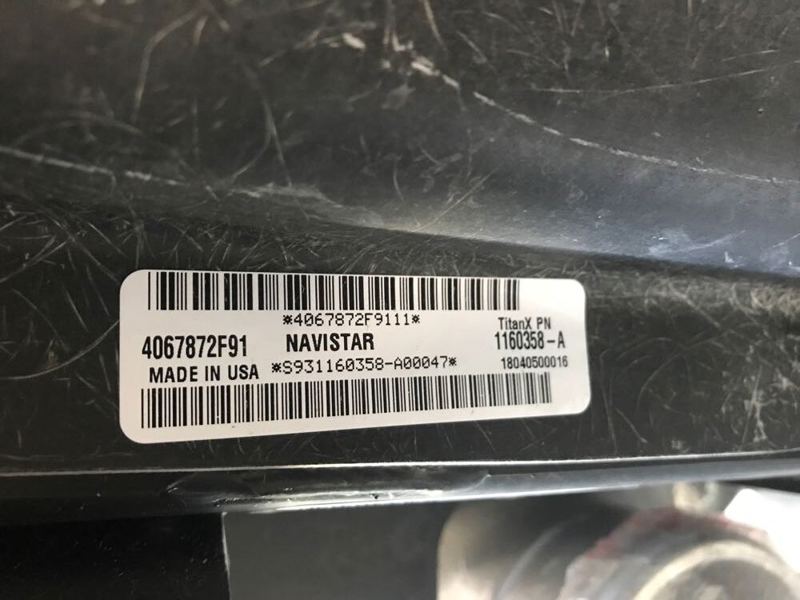 *4067872F9111*
TitanX PN
4067872F91 NAVISTAR 1160358-A
MADE IN USA *S931160358-A00047* 18040500016